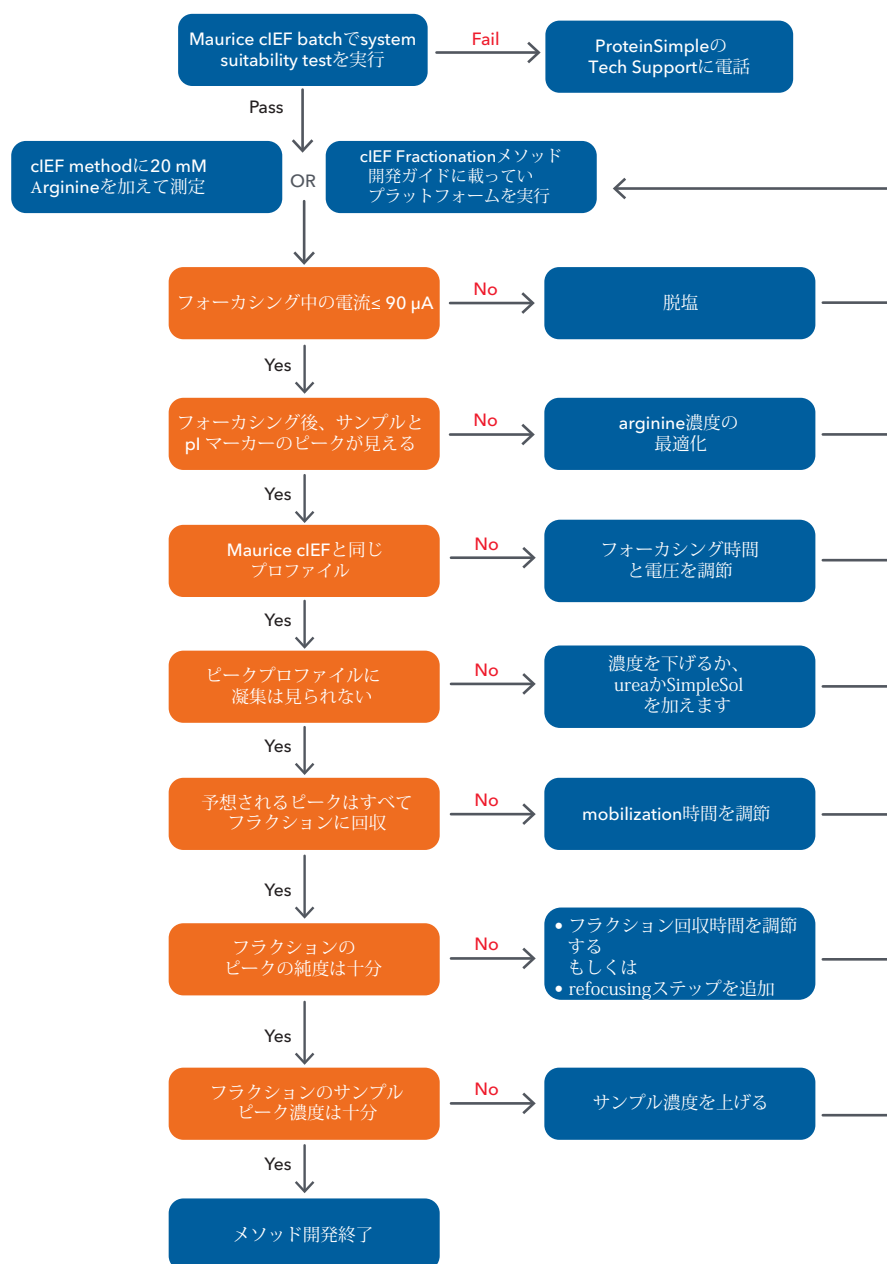 Maurice cIEF batchでsystem
suitability testを実行
Fail
ProteinSimpleの
Tech Supportに電話
Pass
cIEF methodに20 mM
Arginineを加えて測定
OR
cIEF Fractionationメソッド
開発ガイドに載ってい
プラットフォームを実行
フォーカシング中の電流≤ 90 µA
No
脱塩
Yes
フォーカシング後、サンプルと
pI マーカーのピークが見える
No
arginine濃度の
最適化
Yes
Maurice cIEFと同じ
プロファイル
No
フォーカシング時間
と電圧を調節
Yes
ピークプロファイルに
凝集は見られない
No
濃度を下げるか、
ureaかSimpleSol
を加えます
Yes
予想されるピークはすべて
フラクションに回収
No
mobilization時間を調節
Yes
フラクションの
ピークの純度は十分
No
• フラクション回収時間を調節
する
もしくは
• refocusingステップを追加
Yes
フラクションのサンプル
ピーク濃度は十分
No
サンプル濃度を上げる
Yes
メソッド開発終了